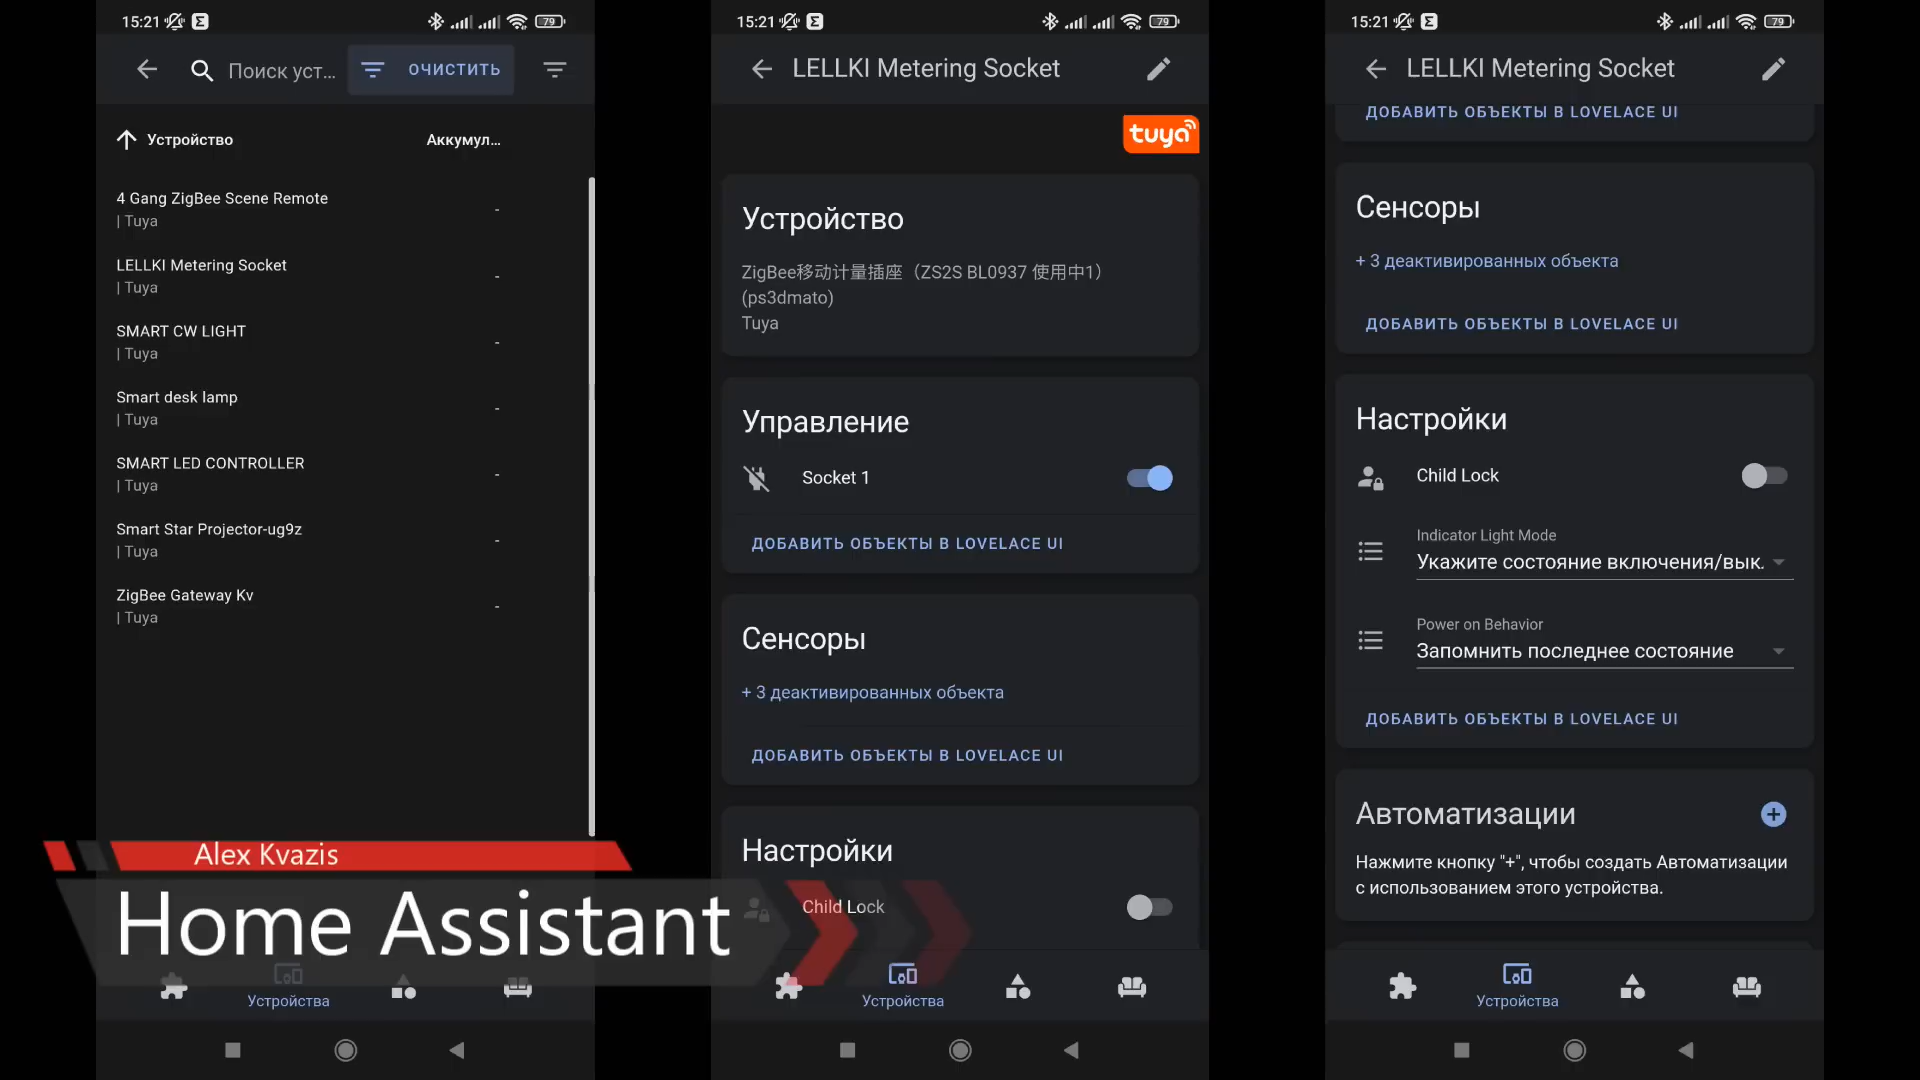 15:21
79
Поиск уст...
ОЧИСТИТЬ
Устройство
Аккумул...
4 Gang ZigBee Scene Remote
| Tuya
-
LELLKI Metering Socket
| Tuya
-
SMART CW LIGHT
| Tuya
-
Smart desk lamp
| Tuya
-
SMART LED CONTROLLER
| Tuya
-
Smart Star Projector-ug9z
| Tuya
-
ZigBee Gateway Kv
| Tuya
-
Alex Kvazis
Home Assistant
Устройства
15:21
79
LELLKI Metering Socket
tuya
Устройство
ZigBee移动计量插座（ZS2S BL0937 使用中1）
(ps3dmato)
Tuya
Управление
Socket 1
ДОБАВИТЬ ОБЪЕКТЫ В LOVELACE UI
Сенсоры
+ 3 деактивированных объекта
ДОБАВИТЬ ОБЪЕКТЫ В LOVELACE UI
Настройки
Child Lock
Устройства
15:21
79
LELLKI Metering Socket
ДОБАВИТЬ ОБЪЕКТЫ В LOVELACE UI
Сенсоры
+ 3 деактивированных объекта
ДОБАВИТЬ ОБЪЕКТЫ В LOVELACE UI
Настройки
Child Lock
Indicator Light Mode
Укажите состояние включения/вык.
Power on Behavior
Запомнить последнее состояние
ДОБАВИТЬ ОБЪЕКТЫ В LOVELACE UI
Автоматизации
Нажмите кнопку "+", чтобы создать Автоматизации
с использованием этого устройства.
Устройства